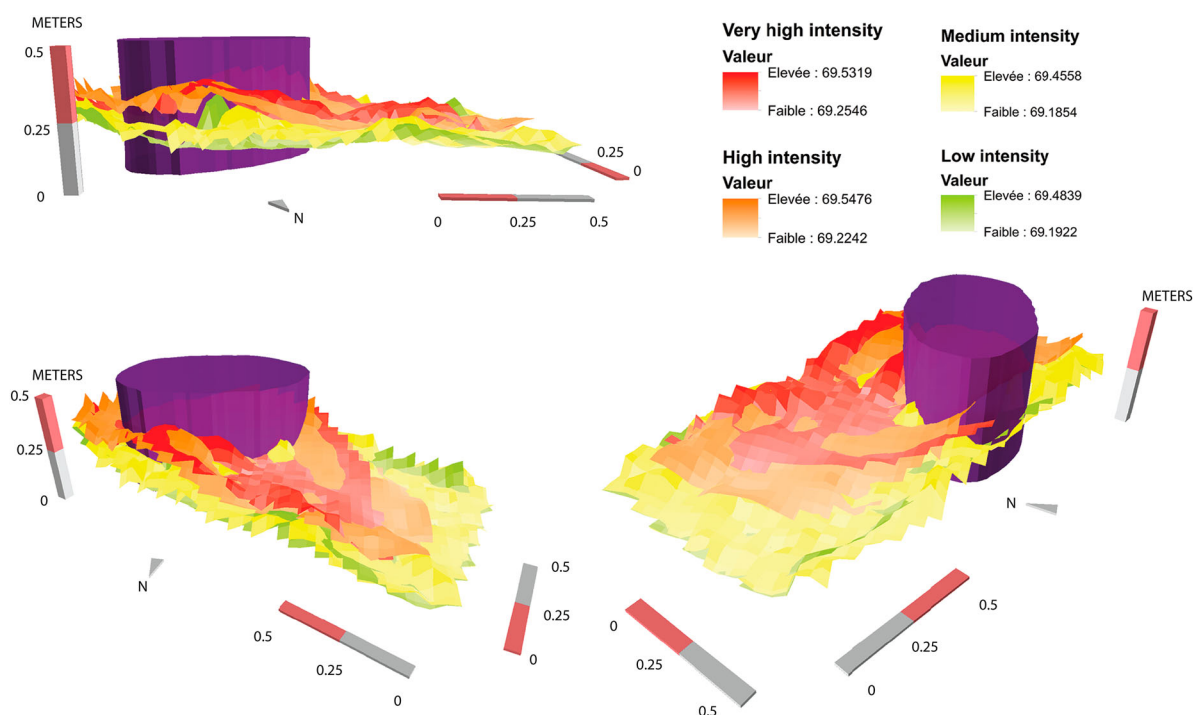 METERS
0.5
0.25
0
N
0.25
0
0
0.25
0.5
Very high intensity
Valeur
Elevée : 69.5319
Faible : 69.2546
Medium intensity
Valeur
Elevée : 69.4558
Faible : 69.1854
High intensity
Valeur
Elevée : 69.5476
Faible : 69.2242
Low intensity
Valeur
Elevée : 69.4839
Faible : 69.1922
METERS
0.5
0.25
0
N
0.5
0.25
0
0.5
0.25
0
METERS
N
0
0.25
0.5
0.5
0.25
0